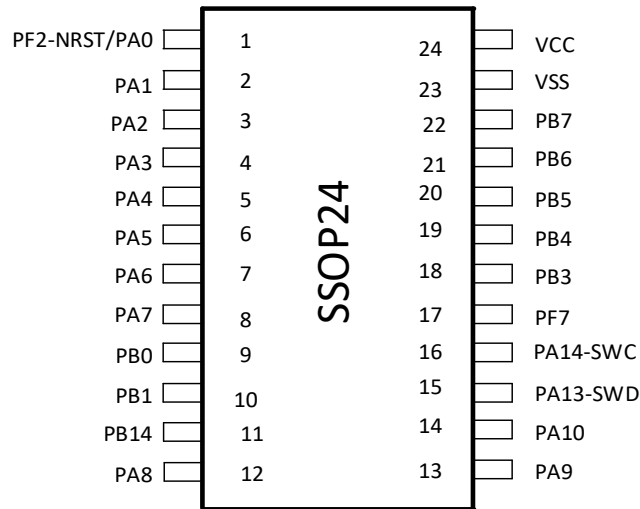 PF2-NRST/PA0 1 24 VCC
PA1 2 23 VSS
PA2 3 22 PB7
PA3 4 21 PB6
PA4 5 20 PB5
PA5 6 19 PB4
PA6 7 18 PB3
PA7 8 17 PF7
PB0 9 16 PA14-SWC
PB1 10 15 PA13-SWD
PB14 11 14 PA10
PA8 12 13 PA9
SSOP24